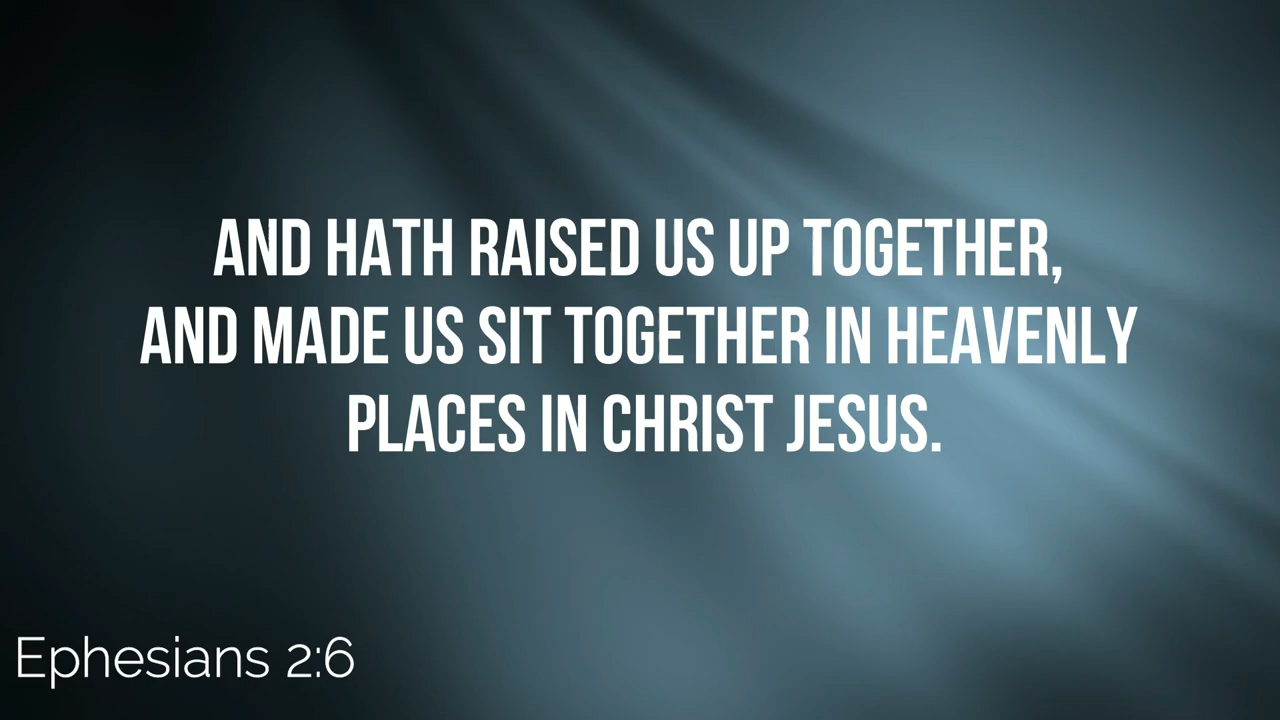 AND HATH RAISED US UP TOGETHER,
AND MADE US SIT TOGETHER IN HEAVENLY
PLACES IN CHRIST JESUS.
Ephesians 2:6